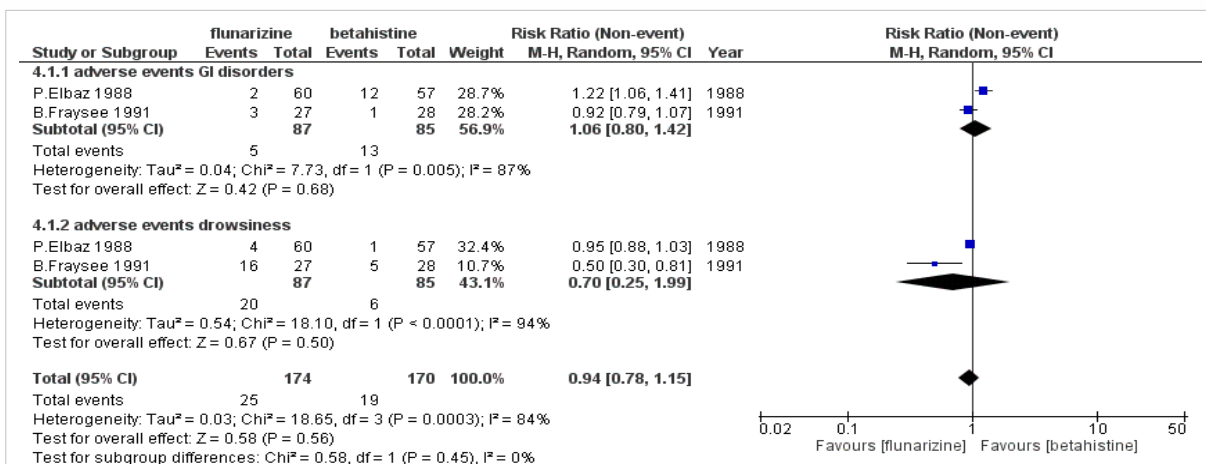 flunarizine betahistine Risk Ratio (Non-event) Risk Ratio (Non-event)
Study or Subgroup Events Total Events Total Weight M-H, Random, 95% CI Year M-H, Random, 95% CI
4.1.1 adverse events GI disorders
P.Elbaz 1988 2 60 12 57 28.7% 1.22 [1.06, 1.41] 1988
B.Fraysee 1991 3 27 1 28 28.2% 0.92 [0.79, 1.07] 1991
Subtotal (95% CI) 87 85 56.9% 1.06 [0.80, 1.42]
Total events 5 13
Heterogeneity: Tau² = 0.04; Chi² = 7.73, df = 1 (P = 0.005); I² = 87%
Test for overall effect: Z = 0.42 (P = 0.68)
4.1.2 adverse events drowsiness
P.Elbaz 1988 4 60 1 57 32.4% 0.95 [0.88, 1.03] 1988
B.Fraysee 1991 16 27 5 28 10.7% 0.50 [0.30, 0.81] 1991
Subtotal (95% CI) 87 85 43.1% 0.70 [0.25, 1.99]
Total events 20 6
Heterogeneity: Tau² = 0.54; Chi² = 18.10, df = 1 (P < 0.0001); I² = 94%
Test for overall effect: Z = 0.67 (P = 0.50)
Total (95% CI) 174 170 100.0% 0.94 [0.78, 1.15]
Total events 25 19
Heterogeneity: Tau² = 0.03; Chi² = 18.65, df = 3 (P = 0.0003); I² = 84%
Test for overall effect: Z = 0.58 (P = 0.56)
Test for subgroup differences: Chi² = 0.58, df = 1 (P = 0.45), I² = 0%
0.02 0.1 1 10 50
Favours [flunarizine] Favours [betahistine]